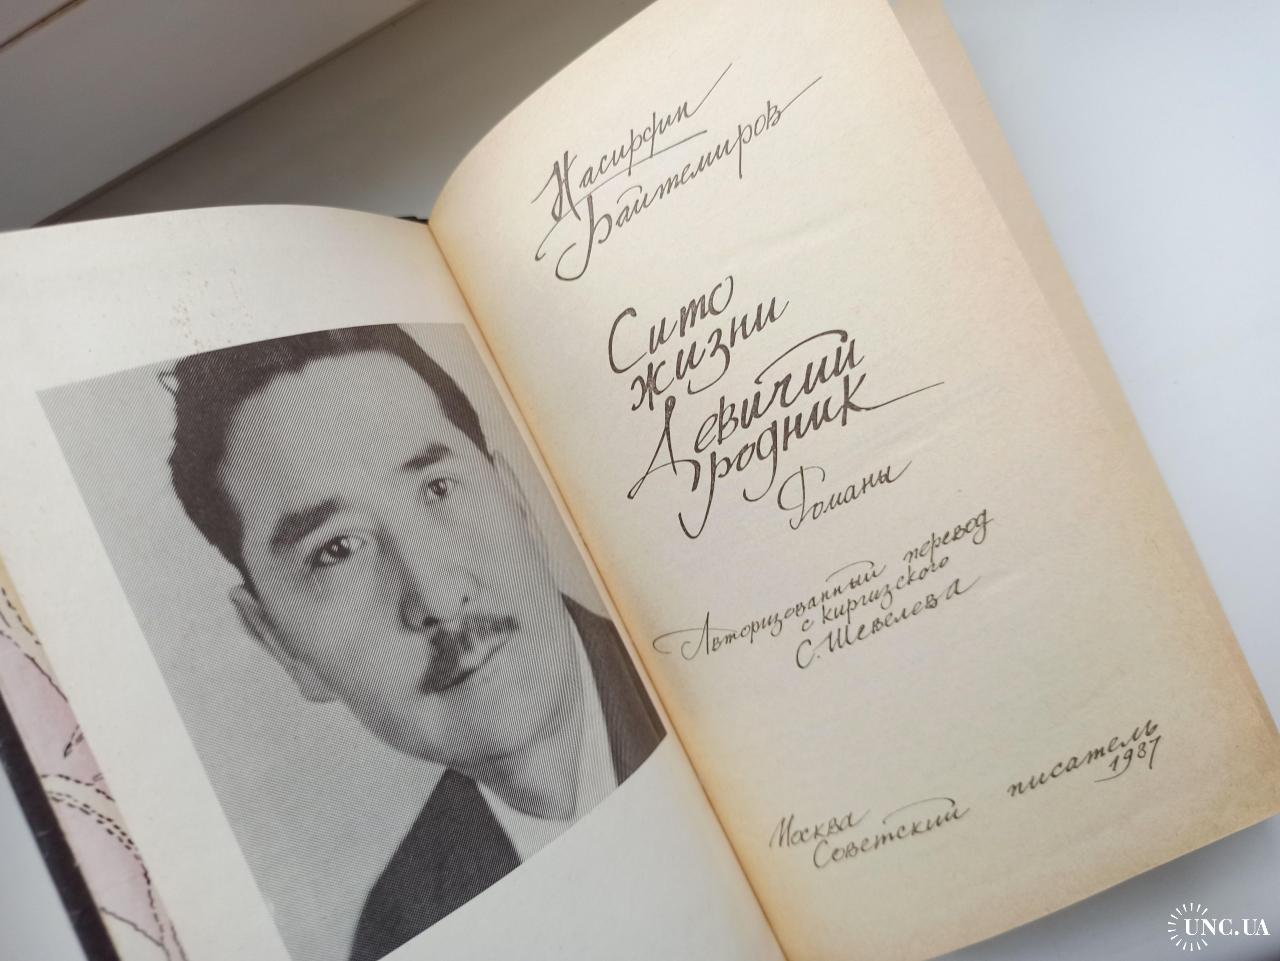 Насирдин
Байтемиров
Сито
жизни
Девичий
родник
Романы
Авторизованный перевод
с киргизского
С. Шевелева
Москва
Советский писатель
1987
UNC.UA